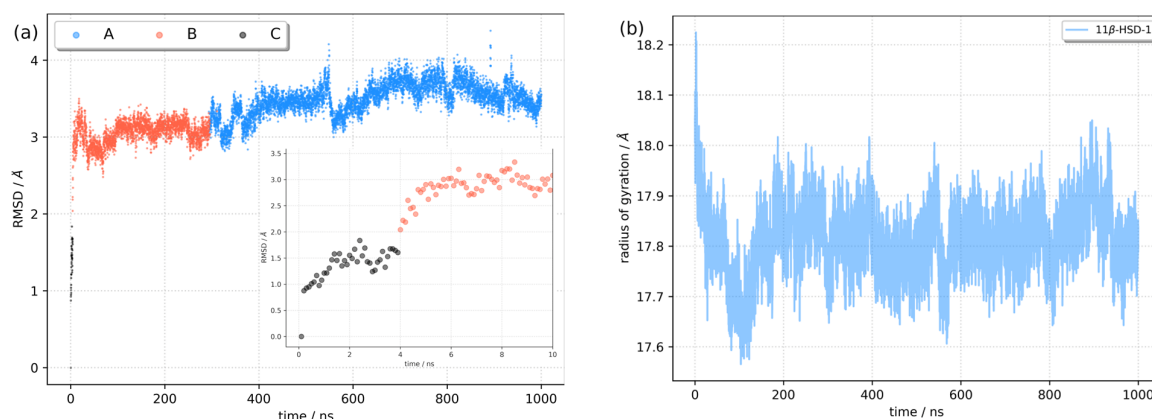 (a)
A B C
RMSD / Å
4
3
2
1
0
0 200 400 600 800 1000
time / ns
RMSD / Å
3.5
3.0
2.5
2.0
1.5
1.0
0.5
0.0
0 2 4 6 8 10
time / ns
(b)
11β-HSD-1
radius of gyration / Å
18.2
18.1
18.0
17.9
17.8
17.7
17.6
0 200 400 600 800 1000
time / ns